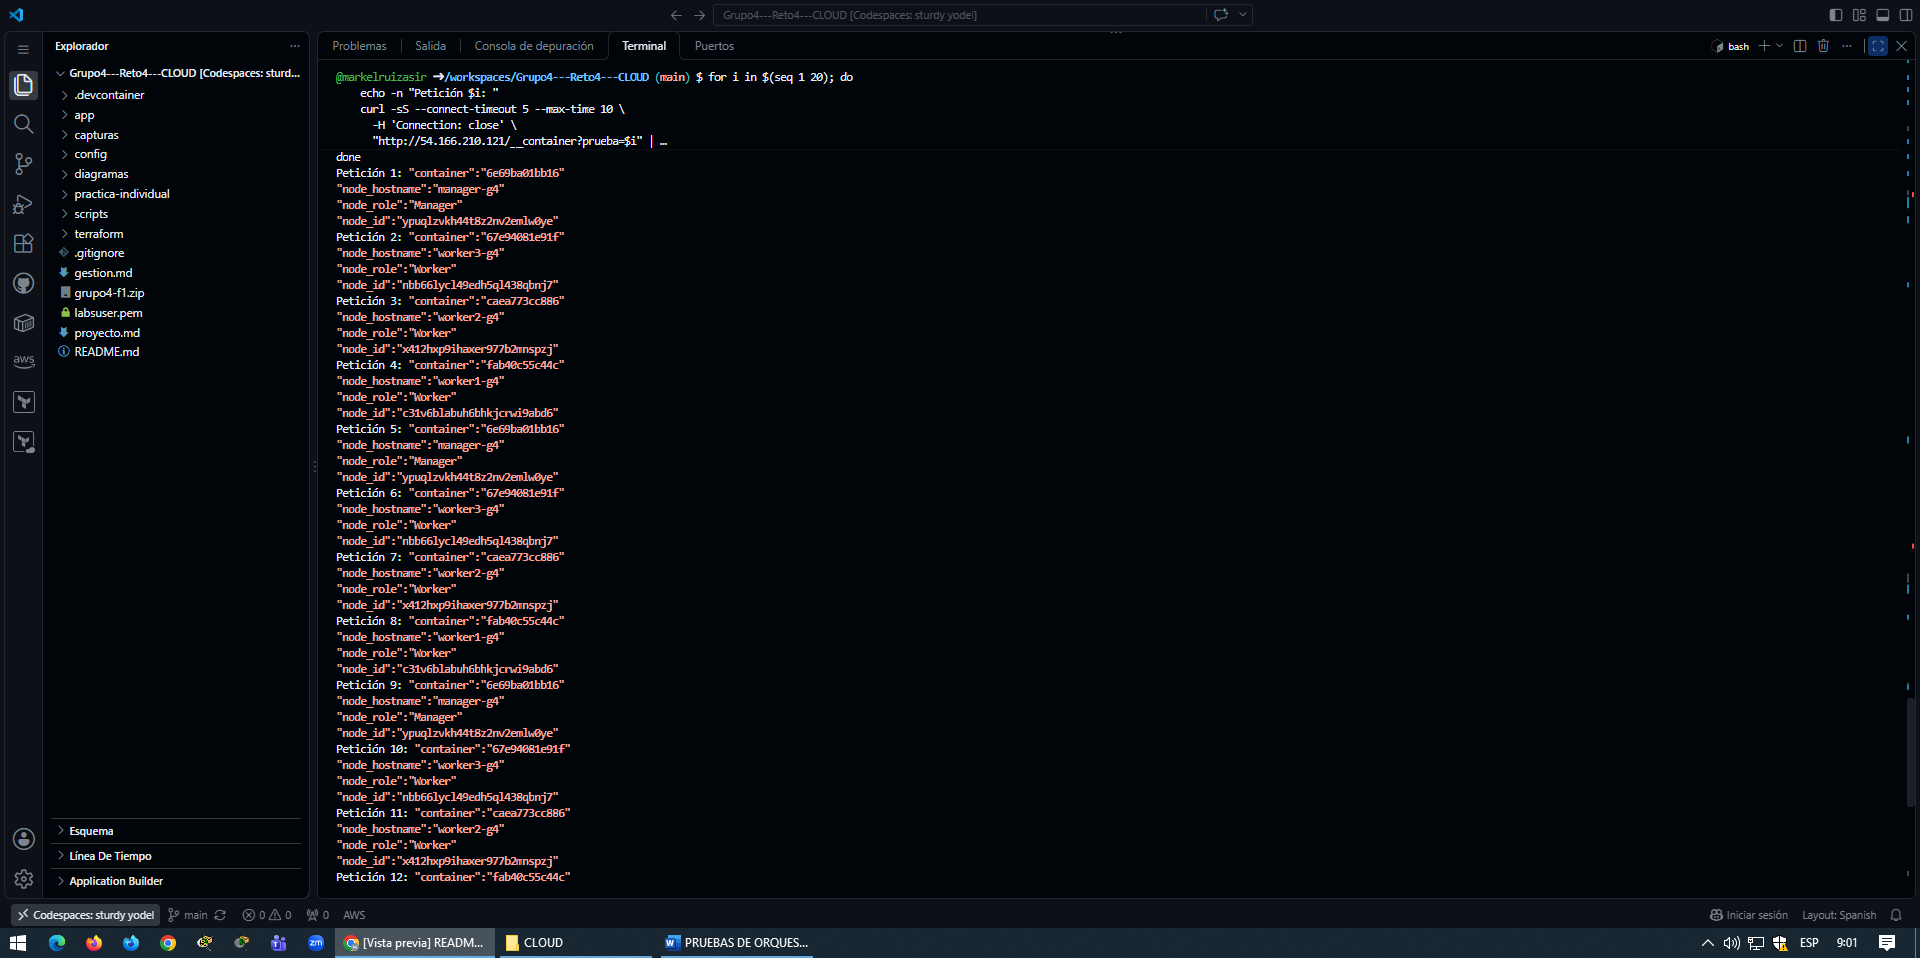 Grupo4---Reto4---CLOUD [Codespaces: sturdy yodel]
Explorador
Grupo4---Reto4---CLOUD [Codespaces: sturd...
.devcontainer
app
capturas
config
diagramas
practica-individual
scripts
terraform
.gitignore
gestion.md
grupo4-f1.zip
labsuser.pem
proyecto.md
README.md
aws
Esquema
Línea De Tiempo
Application Builder
Problemas
Salida
Consola de depuración
Terminal
Puertos
bash
@markelruizasir ➜/workspaces/Grupo4---Reto4---CLOUD (main) $ for i in $(seq 1 20); do
echo -n "Petición $i: "
curl -sS --connect-timeout 5 --max-time 10 \
-H 'Connection: close' \
"http://54.166.210.121/__container?prueba=$i" | …
done
Petición 1: "container":"6e69ba01bb16"
"node_hostname":"manager-g4"
"node_role":"Manager"
"node_id":"ypuqlzvkh44t8z2nv2emlw0ye"
Petición 2: "container":"67e94081e91f"
"node_hostname":"worker3-g4"
"node_role":"Worker"
"node_id":"nbb66lycl49edh5ql438qbnj7"
Petición 3: "container":"caea773cc886"
"node_hostname":"worker2-g4"
"node_role":"Worker"
"node_id":"x412hxp9ihaxer977b2mnspzj"
Petición 4: "container":"fab40c55c44c"
"node_hostname":"worker1-g4"
"node_role":"Worker"
"node_id":"c31v6blabuh6bhkjcrwi9abd6"
Petición 5: "container":"6e69ba01bb16"
"node_hostname":"manager-g4"
"node_role":"Manager"
"node_id":"ypuqlzvkh44t8z2nv2emlw0ye"
Petición 6: "container":"67e94081e91f"
"node_hostname":"worker3-g4"
"node_role":"Worker"
"node_id":"nbb66lycl49edh5ql438qbnj7"
Petición 7: "container":"caea773cc886"
"node_hostname":"worker2-g4"
"node_role":"Worker"
"node_id":"x412hxp9ihaxer977b2mnspzj"
Petición 8: "container":"fab40c55c44c"
"node_hostname":"worker1-g4"
"node_role":"Worker"
"node_id":"c31v6blabuh6bhkjcrwi9abd6"
Petición 9: "container":"6e69ba01bb16"
"node_hostname":"manager-g4"
"node_role":"Manager"
"node_id":"ypuqlzvkh44t8z2nv2emlw0ye"
Petición 10: "container":"67e94081e91f"
"node_hostname":"worker3-g4"
"node_role":"Worker"
"node_id":"nbb66lycl49edh5ql438qbnj7"
Petición 11: "container":"caea773cc886"
"node_hostname":"worker2-g4"
"node_role":"Worker"
"node_id":"x412hxp9ihaxer977b2mnspzj"
Petición 12: "container":"fab40c55c44c"
Codespaces: sturdy yodel main 0 0 0 AWS
Iniciar sesión Layout: Spanish
zm
[Vista previa] READM...
CLOUD
PRUEBAS DE ORQUES...
ESP 9:01